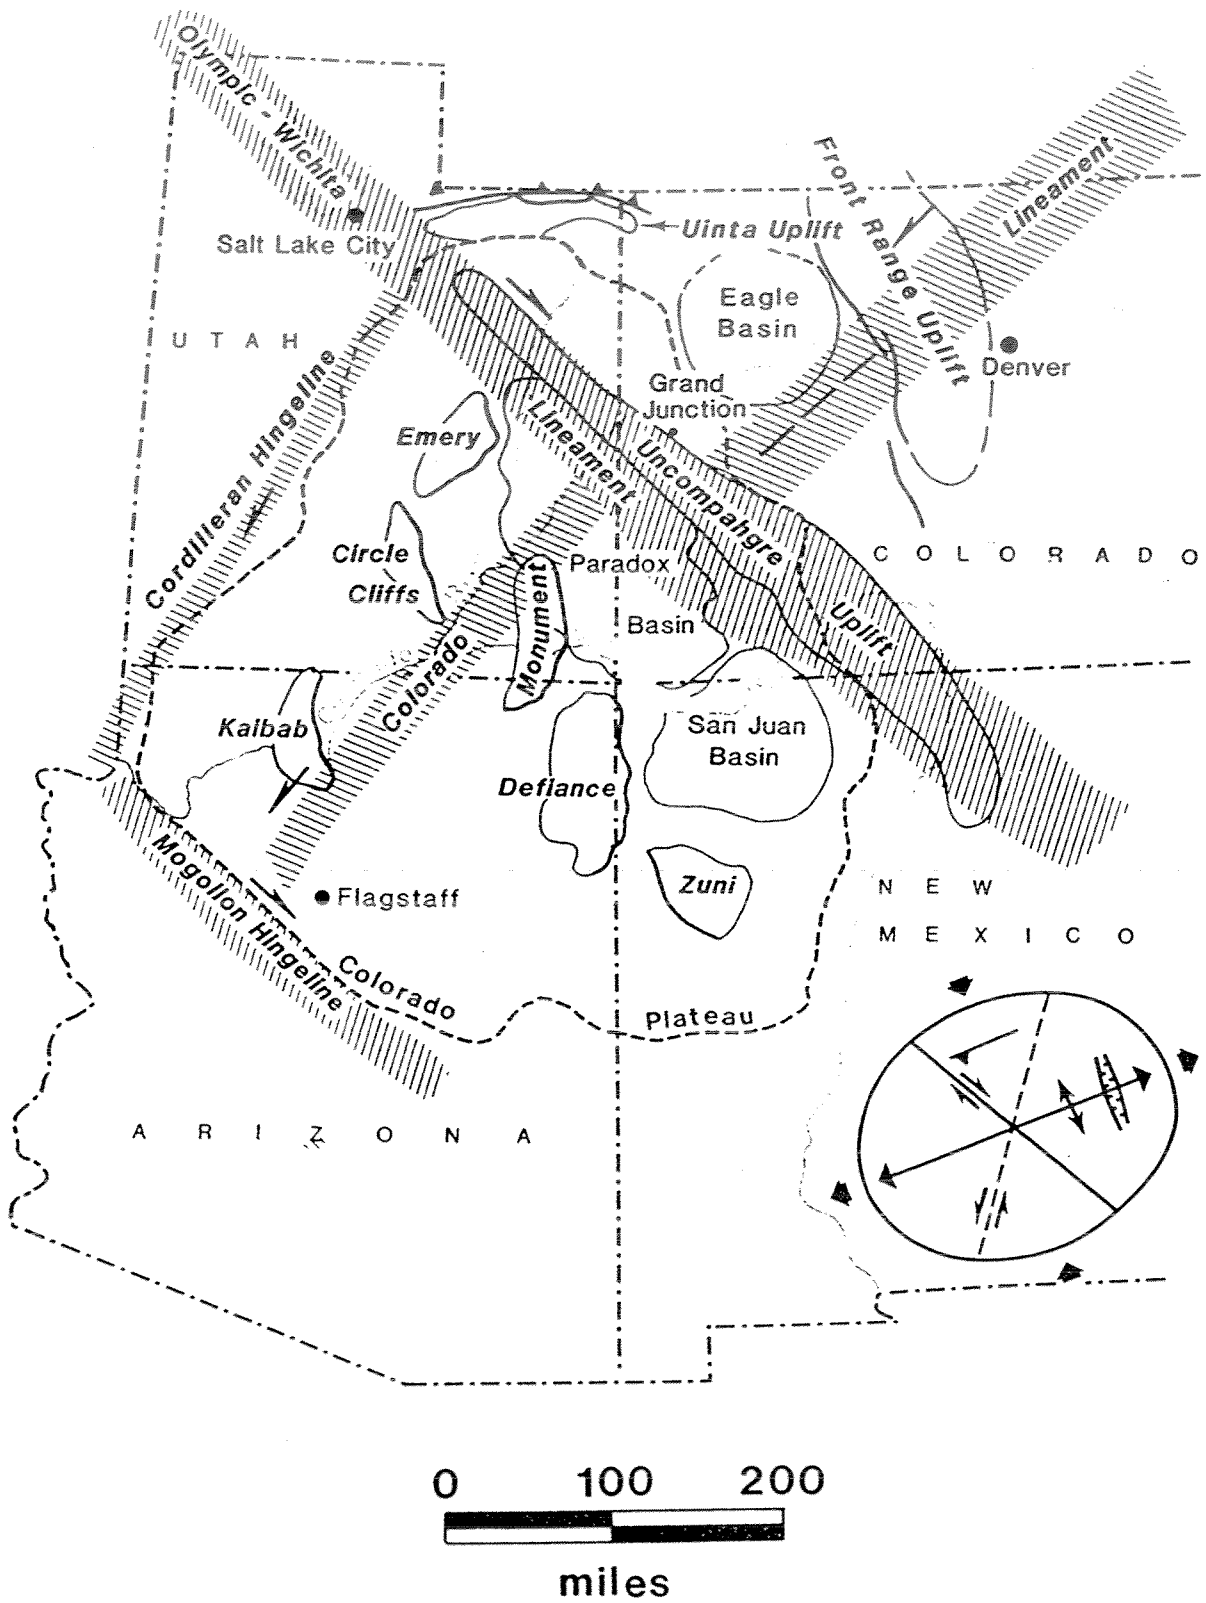 Olympic - Wichita
Salt Lake City
Uinta Uplift
Front Range Uplift
Lineament
UTAH
Eagle
Basin
Denver
Cordilleran Hingeline
Grand
Junction
Emery
Lineament
Uncompahgre
Circle
Cliffs
Paradox
COLORADO
Monument
Basin
Uplift
Colorado
Kaibab
San Juan
Basin
Defiance
Mogollon Hingeline
Zuni
NEW
MEXICO
Flagstaff
Colorado
Plateau
ARIZONA
0 100 200
miles